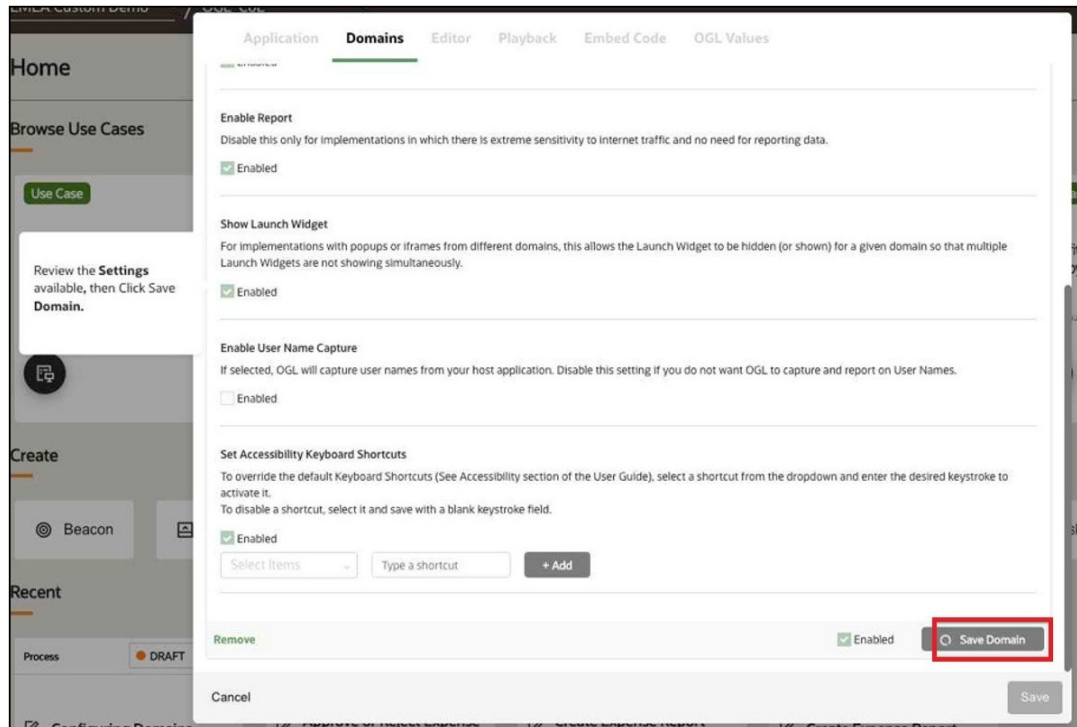 EMEA Custom Demo / OGL CoE
Application Domains Editor Playback Embed Code OGL Values
Home
Enabled
Enable Report
Browse Use Cases
Disable this only for implementations in which there is extreme sensitivity to internet traffic and no need for reporting data.
Enabled
Use Case
Show Launch Widget
For implementations with popups or iframes from different domains, this allows the Launch Widget to be hidden (or shown) for a given domain so that multiple
Launch Widgets are not showing simultaneously.
Enabled
Review the Settings
available, then Click Save
Domain.
Enable User Name Capture
If selected, OGL will capture user names from your host application. Disable this setting if you do not want OGL to capture and report on User Names.
Enabled
Create
Set Accessibility Keyboard Shortcuts
To override the default Keyboard Shortcuts (See Accessibility section of the User Guide), select a shortcut from the dropdown and enter the desired keystroke to
activate it.
To disable a shortcut, select it and save with a blank keystroke field.
Beacon
Enabled
Select Items Type a shortcut + Add
Recent
Remove Enabled Save Domain
Process DRAFT
Cancel Save
Configuring Domains Approve or Reject Expense Create Expense Report Create Expense Report